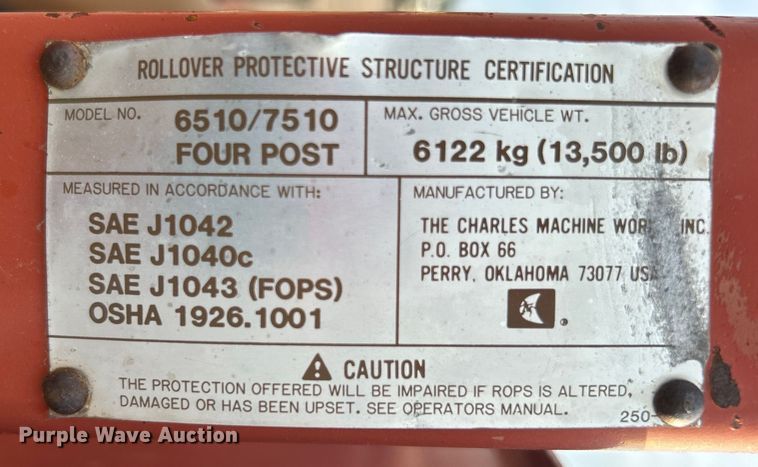 ROLLOVER PROTECTIVE STRUCTURE CERTIFICATION
MODEL NO. 6510/7510
FOUR POST
MAX. GROSS VEHICLE WT.
6122 kg (13,500 lb)
MEASURED IN ACCORDANCE WITH:
SAE J1042
SAE J1040c
SAE J1043 (FOPS)
OSHA 1926.1001
MANUFACTURED BY:
THE CHARLES MACHINE INC.
P.O. BOX 66
PERRY, OKLAHOMA 73077 USA
CAUTION
THE PROTECTION OFFERED WILL BE IMPAIRED IF ROPS IS ALTERED,
DAMAGED OR HAS BEEN UPSET. SEE OPERATORS MANUAL.
250-
Purple Wave Auction